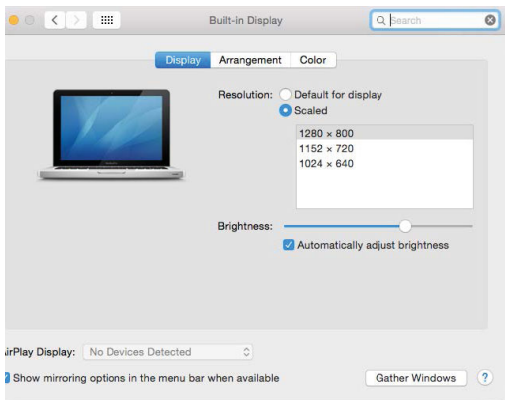 Built-in Display
Search
Display Arrangement Color
Resolution: Default for display
Scaled
1280 × 800
1152 × 720
1024 × 640
Brightness:
Automatically adjust brightness
irPlay Display: No Devices Detected
Show mirroring options in the menu bar when available
Gather Windows ?